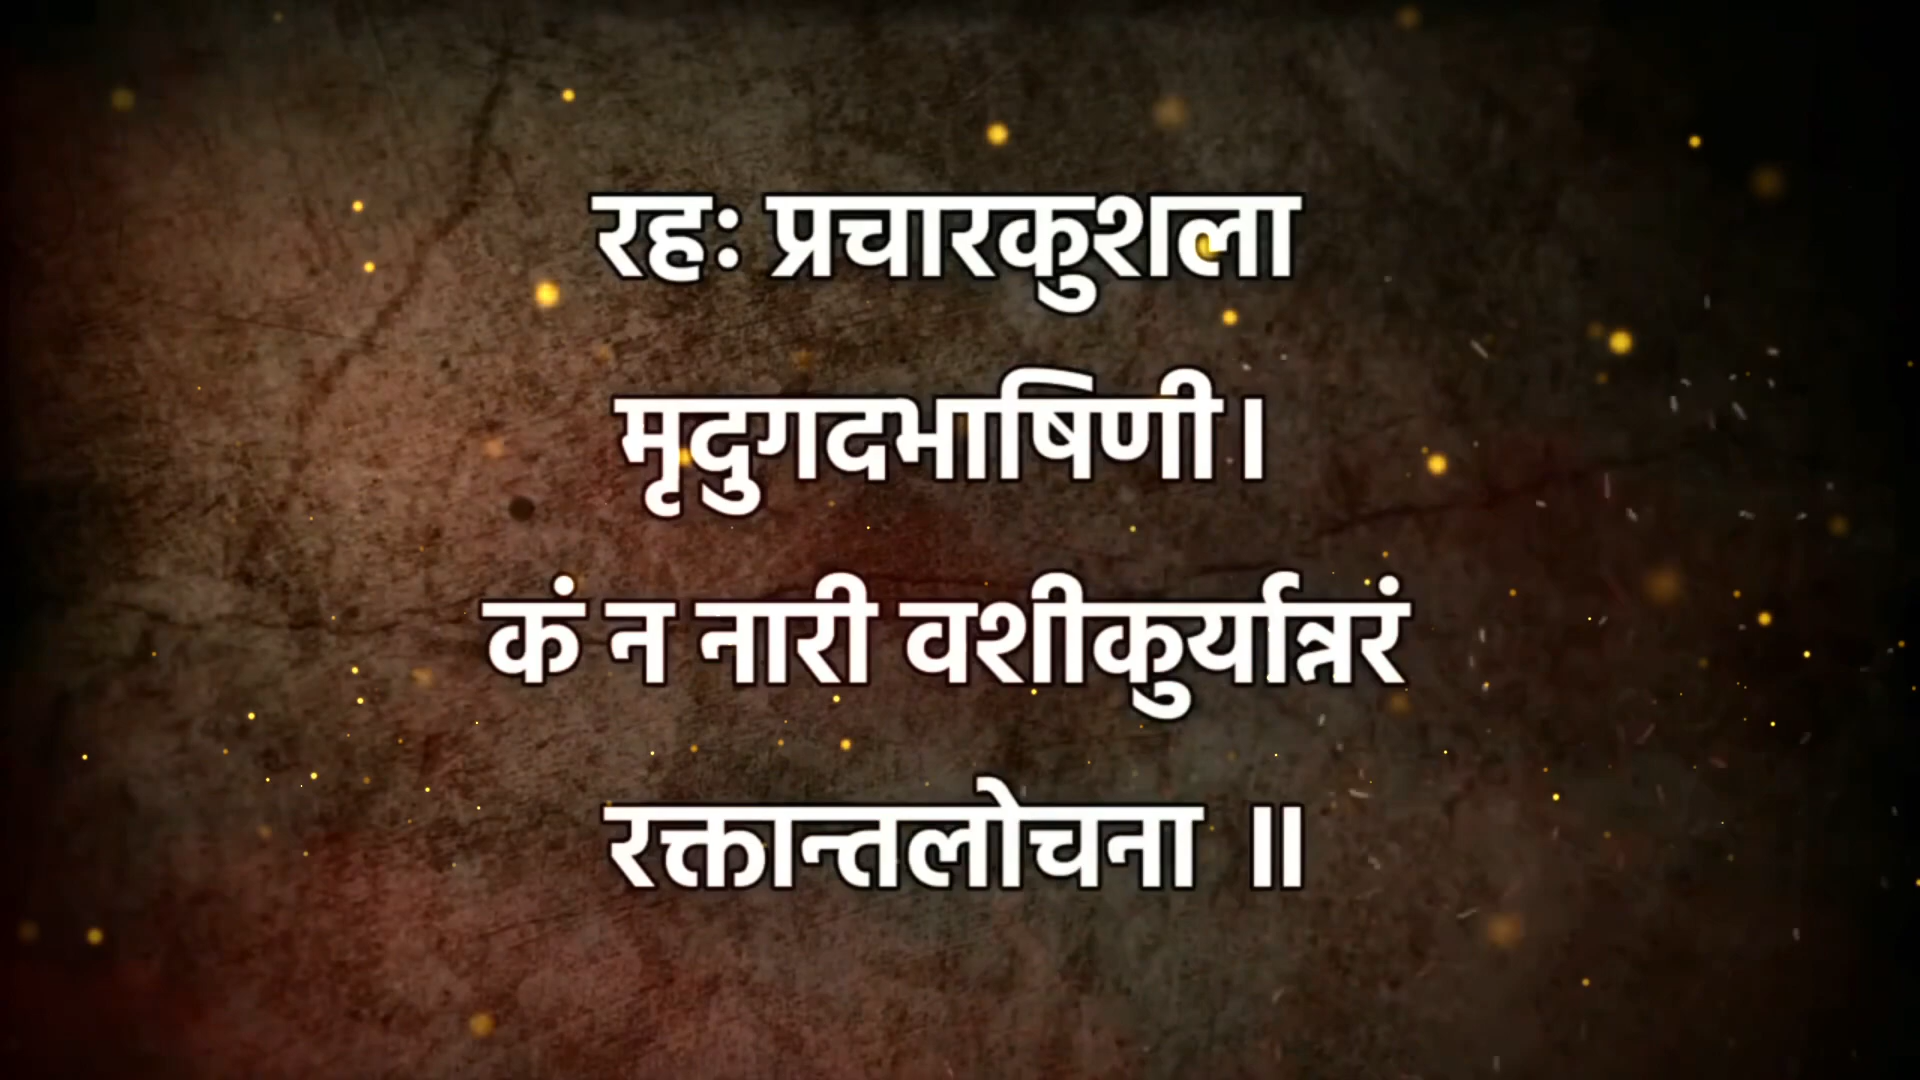 रहः प्रचारकुशला
मृदुगदभाषिणी।
कं न नारी वशीकुर्यान्नरं
रक्तान्तलोचना ॥